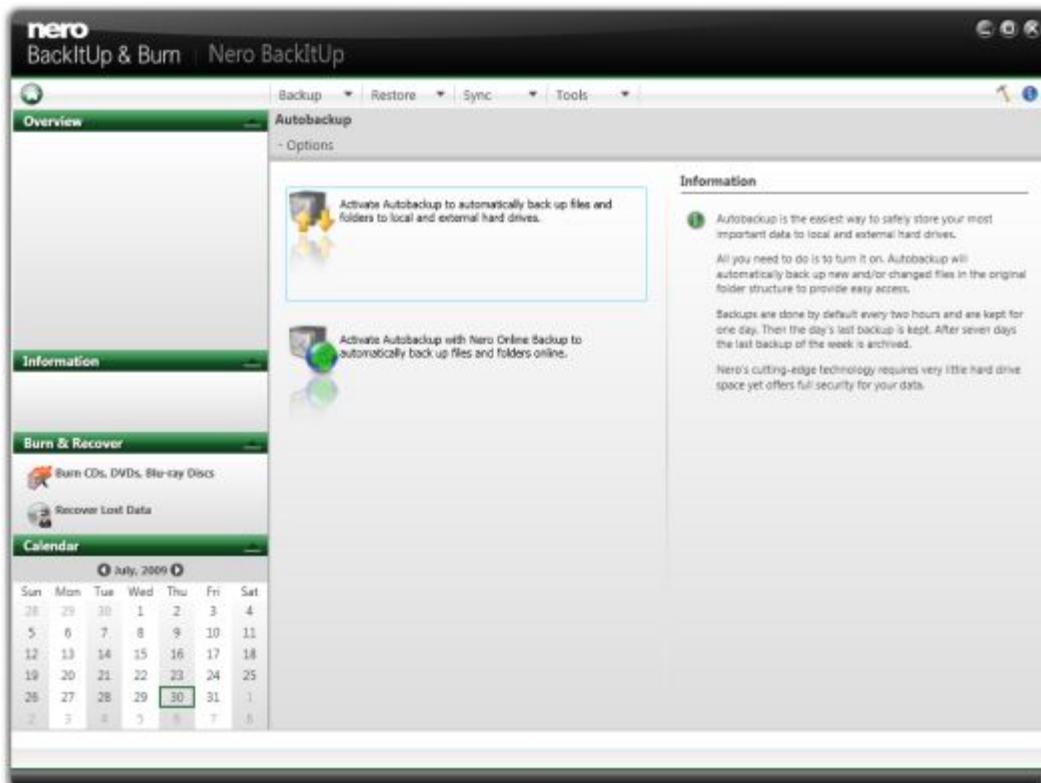 nero
BackItUp & Burn | Nero BackItUp
Backup Restore Sync Tools
Overview
Autobackup
- Options
Activate Autobackup to automatically back up files and
folders to local and external hard drives.
Activate Autobackup with Nero Online Backup to
automatically back up files and folders online.
Information
Autobackup is the easiest way to safely store your most
important data to local and external hard drives.
All you need to do is to turn it on. Autobackup will
automatically back up new and/or changed files in the original
folder structure to provide easy access.
Backups are done by default every two hours and are kept for
one day. Then the day's last backup is kept. After seven days
the last backup of the week is archived.
Nero's cutting-edge technology requires very little hard drive
space yet offers full security for your data.
Information
Burn & Recover
Burn CDs, DVDs, Blu-ray Discs
Recover Lost Data
Calendar
July, 2009
Sun Mon Tue Wed Thu Fri Sat
28 29 30 1 2 3 4
5 6 7 8 9 10 11
12 13 14 15 16 17 18
19 20 21 22 23 24 25
26 27 28 29 30 31 1
2 3 4 5 6 7 8